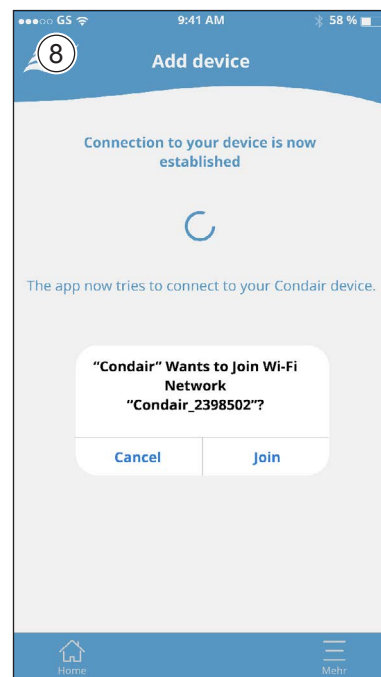 ●●●○○ GS 9:41 AM 58 %
8
Add device
Connection to your device is now
established
The app now tries to connect to your Condair device.
“Condair” Wants to Join Wi-Fi
Network
“Condair_2398502”?
Cancel Join
Home Mehr